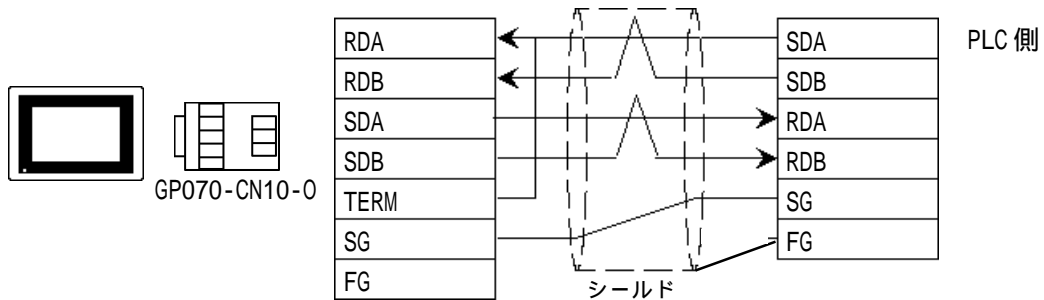 RDA
RDB
SDA
SDB
TERM
SG
FG
GP070-CN10-0
シールド
SDA
SDB
RDA
RDB
SG
FG
PLC 側